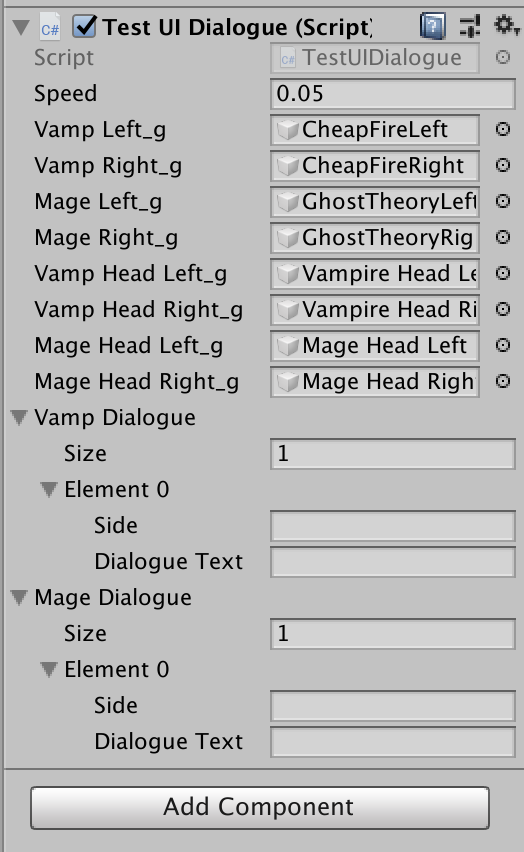 C# Test UI Dialogue (Script)
Script C# TestUIDialogue
Speed 0.05
Vamp Left_g CheapFireLeft
Vamp Right_g CheapFireRight
Mage Left_g GhostTheoryLeft
Mage Right_g GhostTheoryRig
Vamp Head Left_g Vampire Head Le
Vamp Head Right_g Vampire Head Ri
Mage Head Left_g Mage Head Left
Mage Head Right_g Mage Head Righ
Vamp Dialogue
Size 1
Element 0
Side
Dialogue Text
Mage Dialogue
Size 1
Element 0
Side
Dialogue Text
Add Component